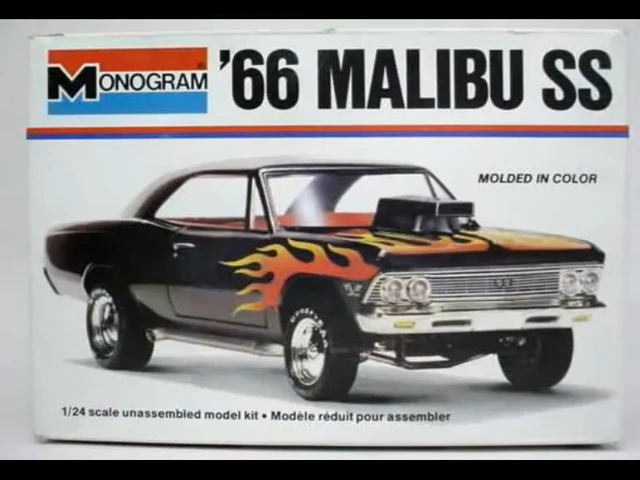 MONOGRAM
'66 MALIBU SS
MOLDED IN COLOR
GOODYEAR
1/24 scale unassembled model kit • Modèle réduit pour assembler